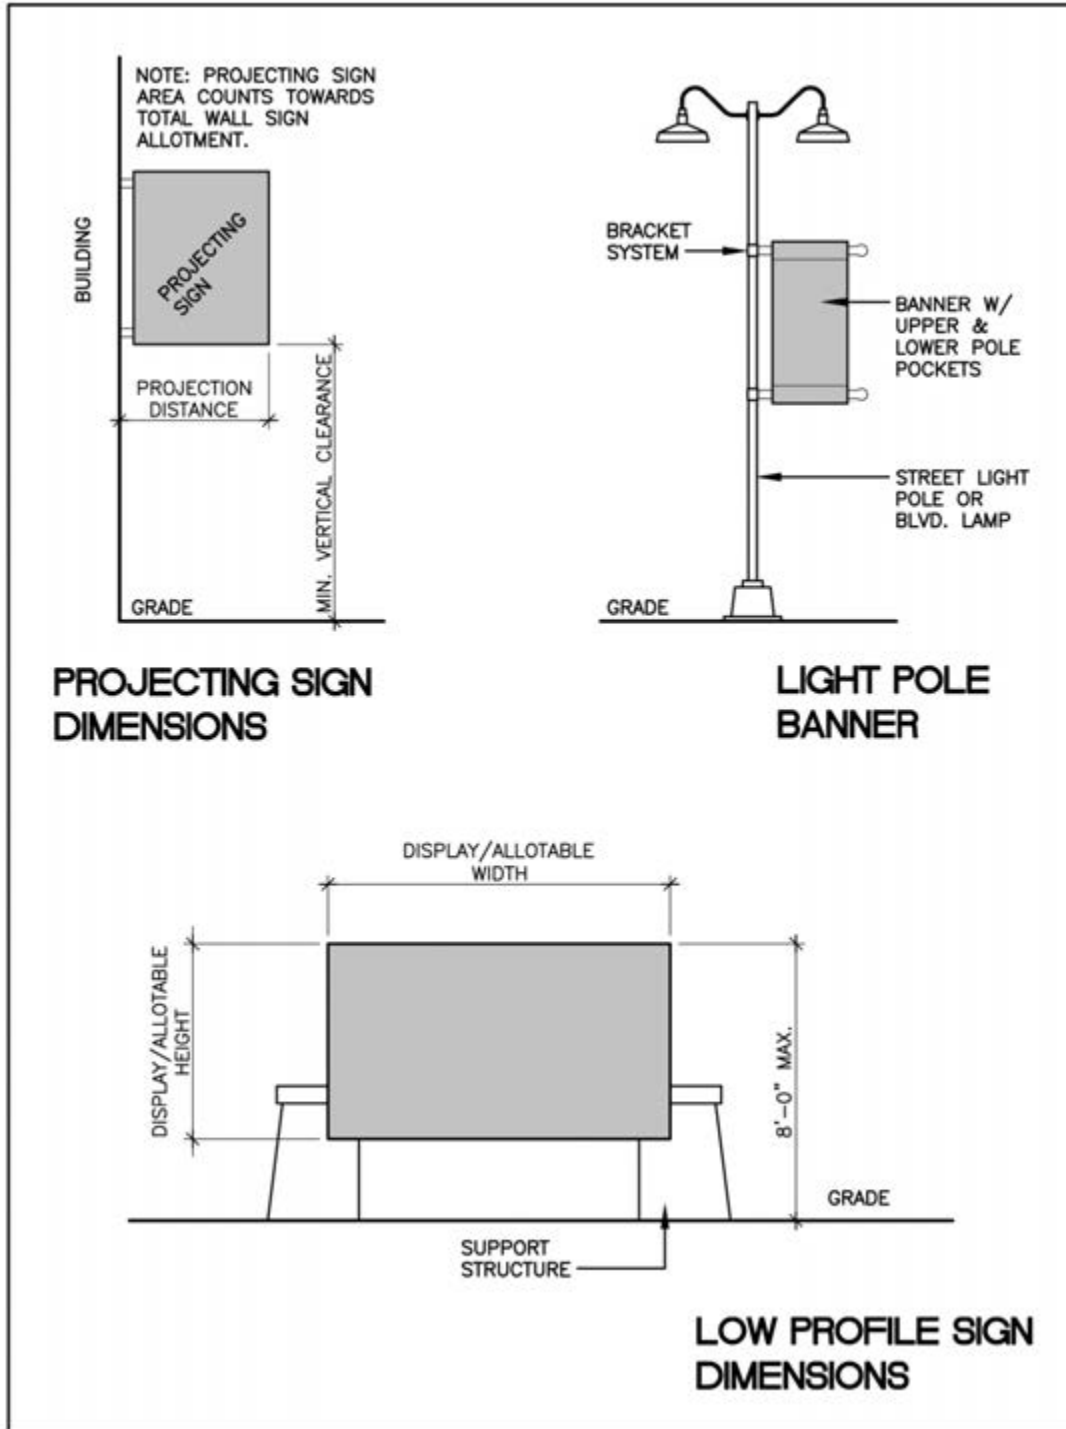 NOTE: PROJECTING SIGN
AREA COUNTS TOWARDS
TOTAL WALL SIGN
ALLOTMENT.
BUILDING
PROJECTING
SIGN
PROJECTION
DISTANCE
MIN. VERTICAL CLEARANCE
GRADE
PROJECTING SIGN
DIMENSIONS
BRACKET
SYSTEM
BANNER W/
UPPER &
LOWER POLE
POCKETS
STREET LIGHT
POLE OR
BLVD. LAMP
GRADE
LIGHT POLE
BANNER
DISPLAY/ALLOTABLE
WIDTH
DISPLAY/ALLOTABLE
HEIGHT
8'-0" MAX.
GRADE
SUPPORT
STRUCTURE
LOW PROFILE SIGN
DIMENSIONS